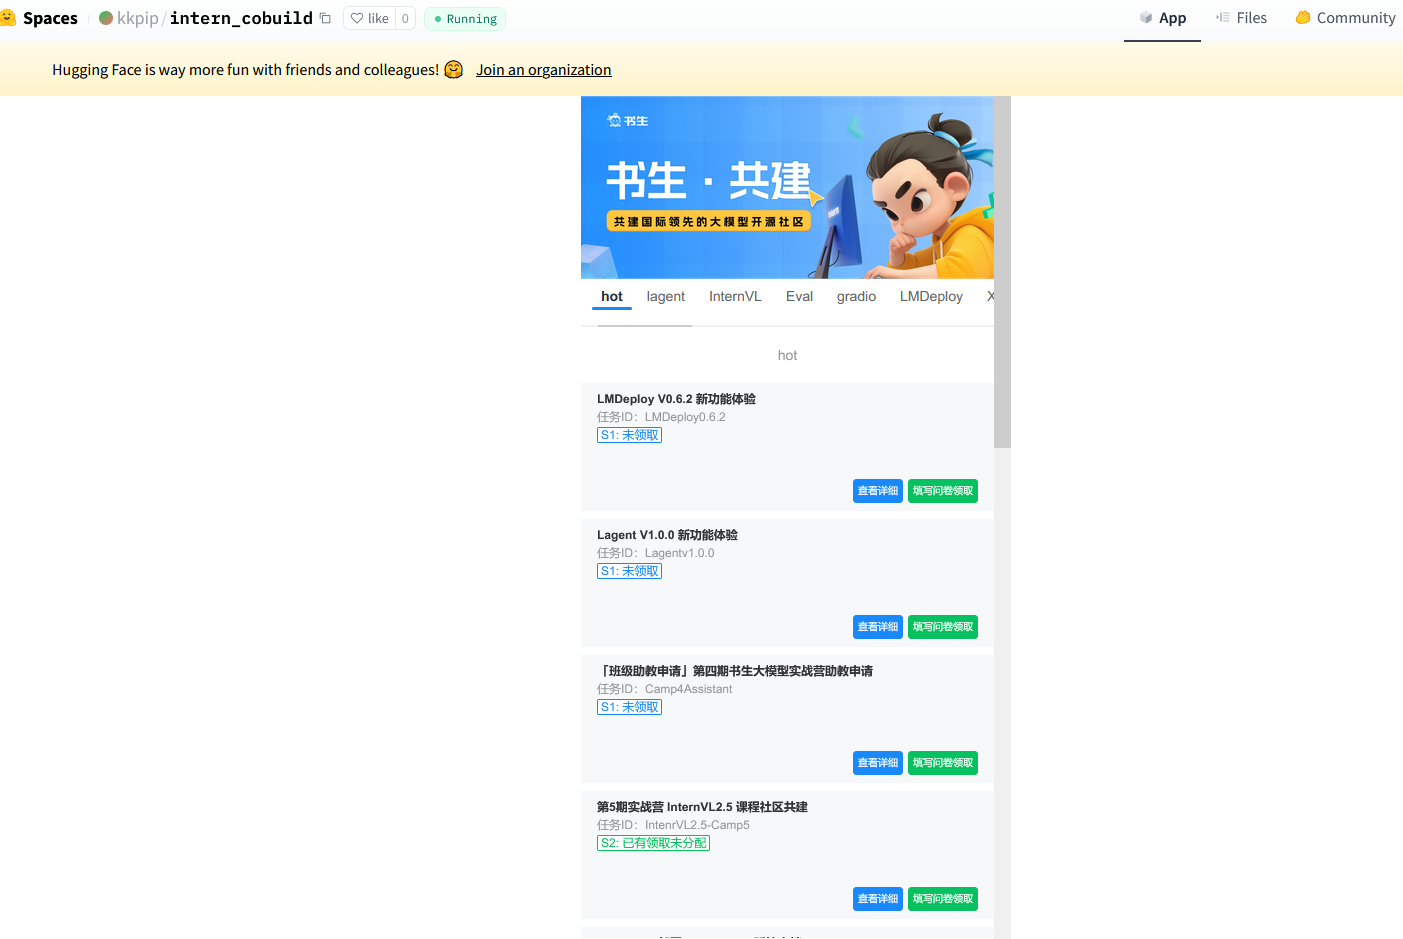 Spaces kkpip/intern_cobuild like 0 Running App Files Community
Hugging Face is way more fun with friends and colleagues! 🤗 Join an organization
书生
书生·共建
共建国际领先的大模型开源社区
hot lagent InternVL Eval gradio LMDeploy X
hot
LMDeploy V0.6.2 新功能体验
任务ID：LMDeploy0.6.2
S1: 未领取
查看详细 填写问卷领取
Lagent V1.0.0 新功能体验
任务ID：Lagentv1.0.0
S1: 未领取
查看详细 填写问卷领取
「班级助教申请」第四期书生大模型实战营助教申请
任务ID：Camp4Assistant
S1: 未领取
查看详细 填写问卷领取
第5期实战营 InternVL2.5 课程社区共建
任务ID：IntenrVL2.5-Camp5
S2: 已有领取未分配
查看详细 填写问卷领取